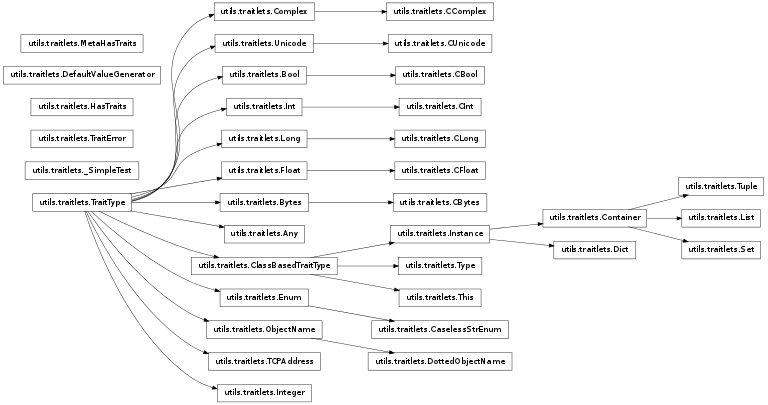 utils.traitlets.Complex
utils.traitlets.CComplex
utils.traitlets.MetaHasTraits
utils.traitlets.Unicode
utils.traitlets.CUnicode
utils.traitlets.DefaultValueGenerator
utils.traitlets.Bool
utils.traitlets.CBool
utils.traitlets.HasTraits
utils.traitlets.Int
utils.traitlets.CInt
utils.traitlets.TraitError
utils.traitlets.Long
utils.traitlets.CLong
utils.traitlets._SimpleTest
utils.traitlets.Float
utils.traitlets.CFloat
utils.traitlets.Tuple
utils.traitlets.TraitType
utils.traitlets.Bytes
utils.traitlets.CBytes
utils.traitlets.Container
utils.traitlets.List
utils.traitlets.Any
utils.traitlets.Instance
utils.traitlets.Dict
utils.traitlets.Set
utils.traitlets.ClassBasedTraitType
utils.traitlets.Type
utils.traitlets.Enum
utils.traitlets.This
utils.traitlets.ObjectName
utils.traitlets.CaselessStrEnum
utils.traitlets.TCPAddress
utils.traitlets.DottedObjectName
utils.traitlets.Integer